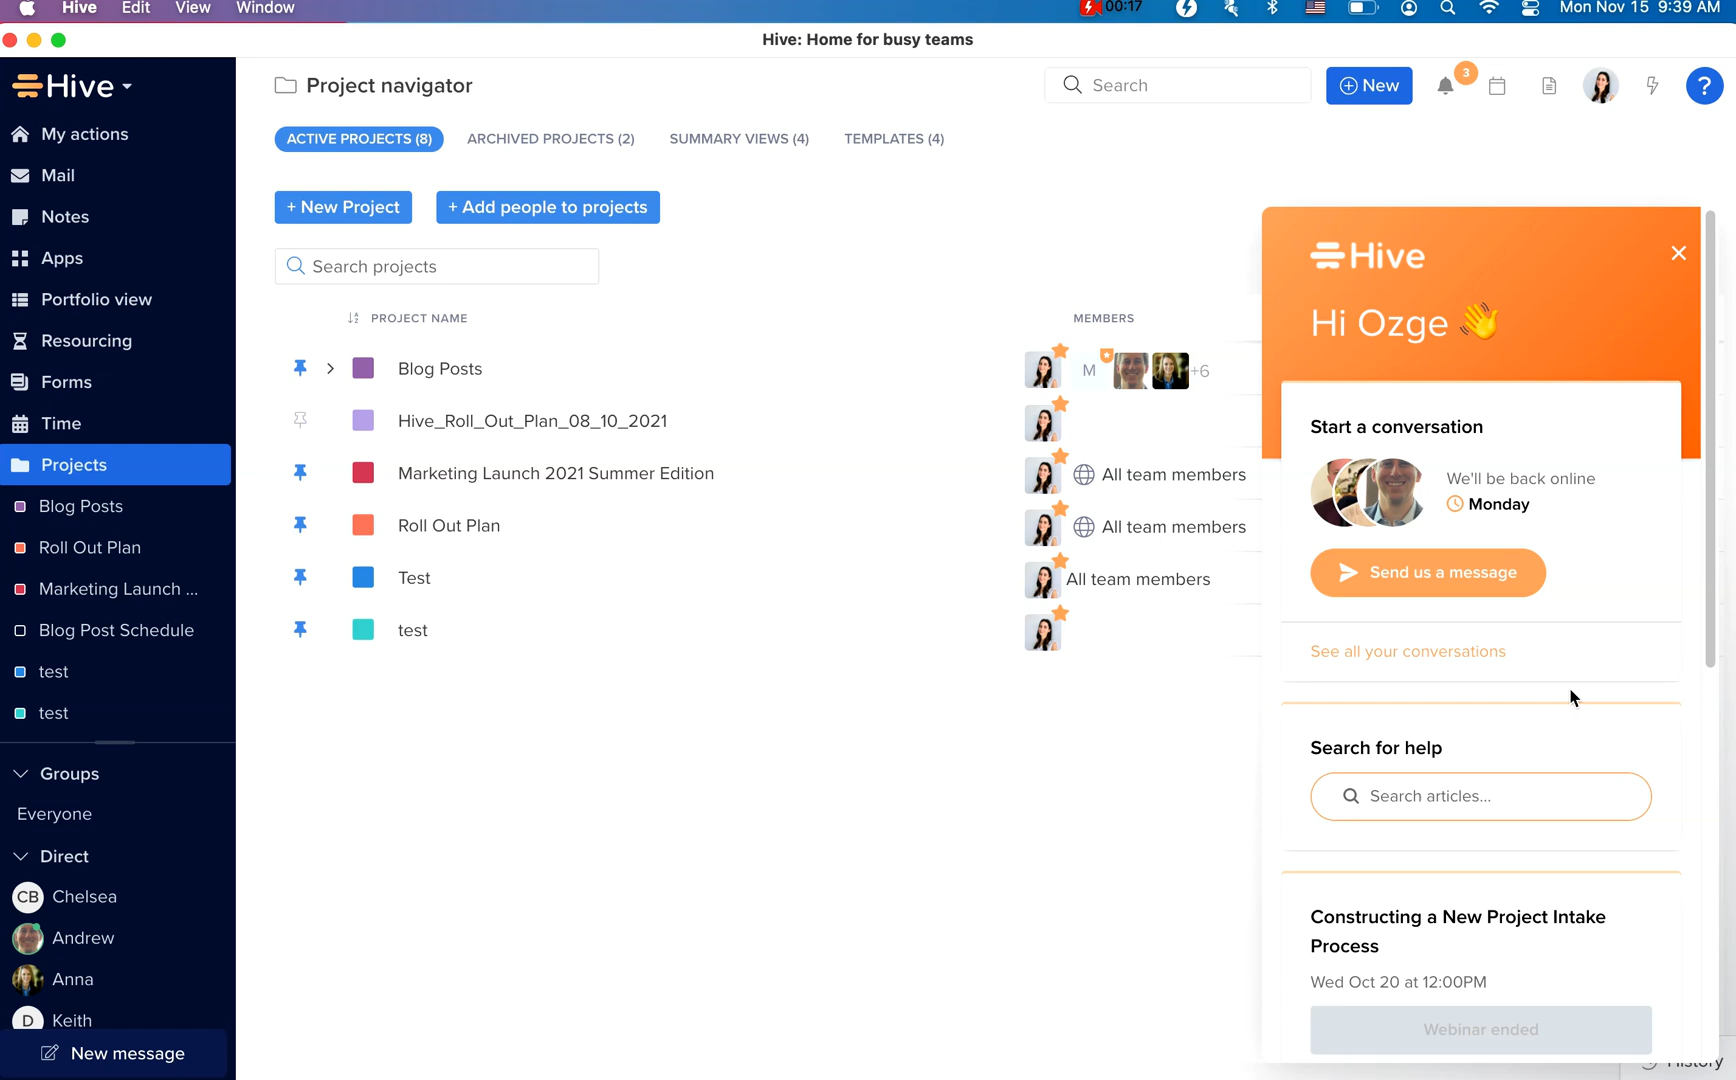 Hive Edit View Window 00:17 Mon Nov 15 9:39 AM
Hive: Home for busy teams
Hive
Project navigator
Search
New
3
?
My actions
Mail
Notes
Apps
Portfolio view
Resourcing
Forms
Time
Projects
Blog Posts
Roll Out Plan
Marketing Launch ...
Blog Post Schedule
test
test
Groups
Everyone
Direct
CB Chelsea
Andrew
Anna
D Keith
New message
ACTIVE PROJECTS (8) ARCHIVED PROJECTS (2) SUMMARY VIEWS (4) TEMPLATES (4)
+ New Project + Add people to projects
Search projects
PROJECT NAME MEMBERS
Blog Posts M +6
Hive_Roll_Out_Plan_08_10_2021
Marketing Launch 2021 Summer Edition All team members
Roll Out Plan All team members
Test All team members
test
Hive
Hi Ozge 👋
Start a conversation
We'll be back online
Monday
Send us a message
See all your conversations
Search for help
Search articles...
Constructing a New Project Intake
Process
Wed Oct 20 at 12:00PM
Webinar ended
History